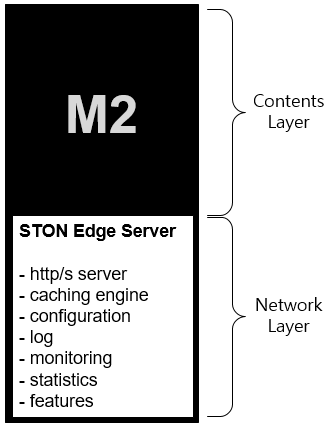 M2
Contents
Layer
STON Edge Server
- http/s server
- caching engine
- configuration
- log
- monitoring
- statistics
- features
Network
Layer